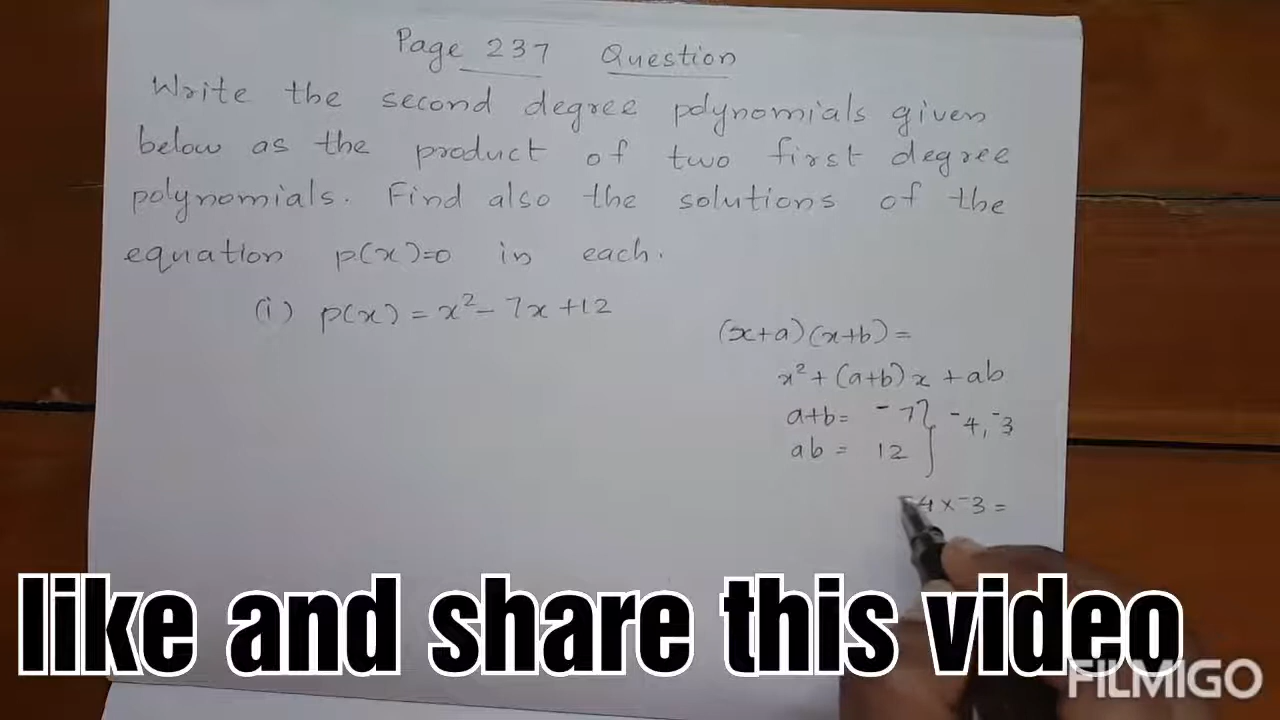 Page 237 Question
Write the second degree polynomials given
below as the product of two first degree
polynomials. Find also the solutions of the
equation p(x)=0 in each.
(i) p(x) = x² - 7x +12
(x+a)(x+b) =
x² + (a+b) x + ab
a+b = -7} -4, -3
ab = 12
-4 x -3 =
like and share this video
FILMIGO